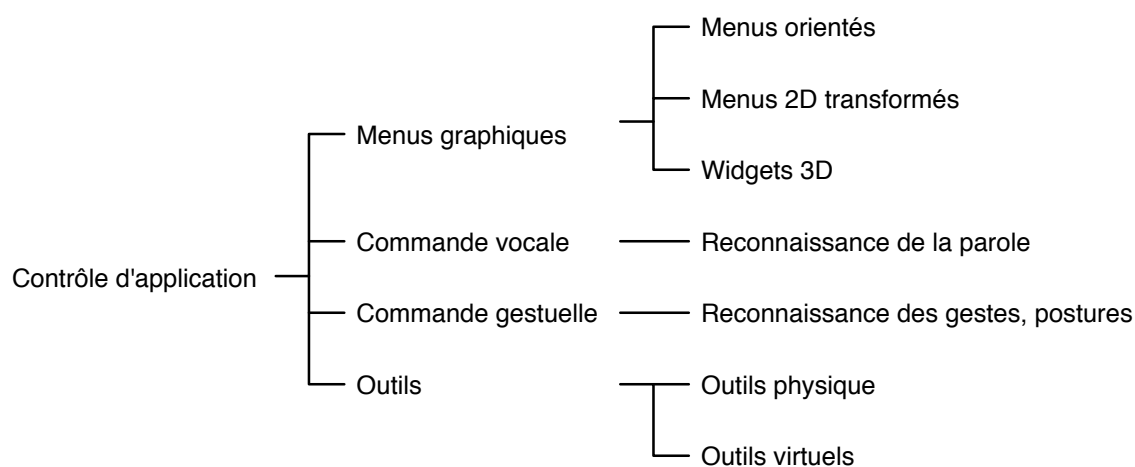 Menus orientés
Menus 2D transformés
Menus graphiques
Widgets 3D
Commande vocale
Reconnaissance de la parole
Contrôle d'application
Commande gestuelle
Reconnaissance des gestes, postures
Outils
Outils physique
Outils virtuels